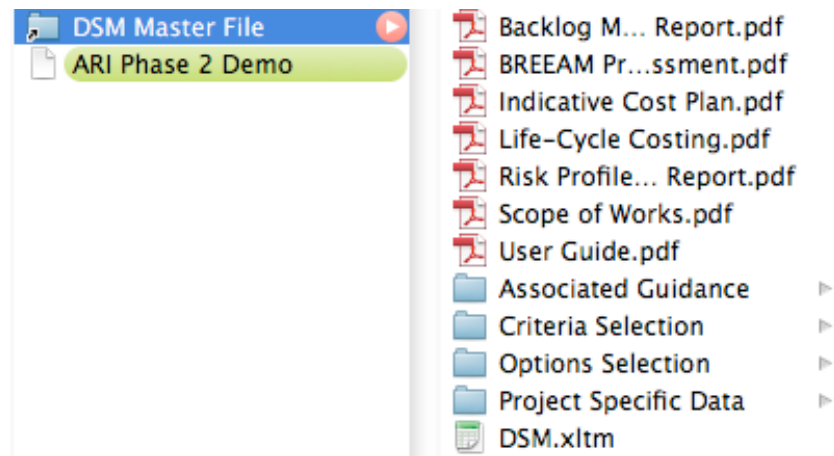 DSM Master File
ARI Phase 2 Demo
Backlog M... Report.pdf
BREEAM Pr...ssment.pdf
Indicative Cost Plan.pdf
Life-Cycle Costing.pdf
Risk Profile... Report.pdf
Scope of Works.pdf
User Guide.pdf
Associated Guidance
Criteria Selection
Options Selection
Project Specific Data
DSM.xltm